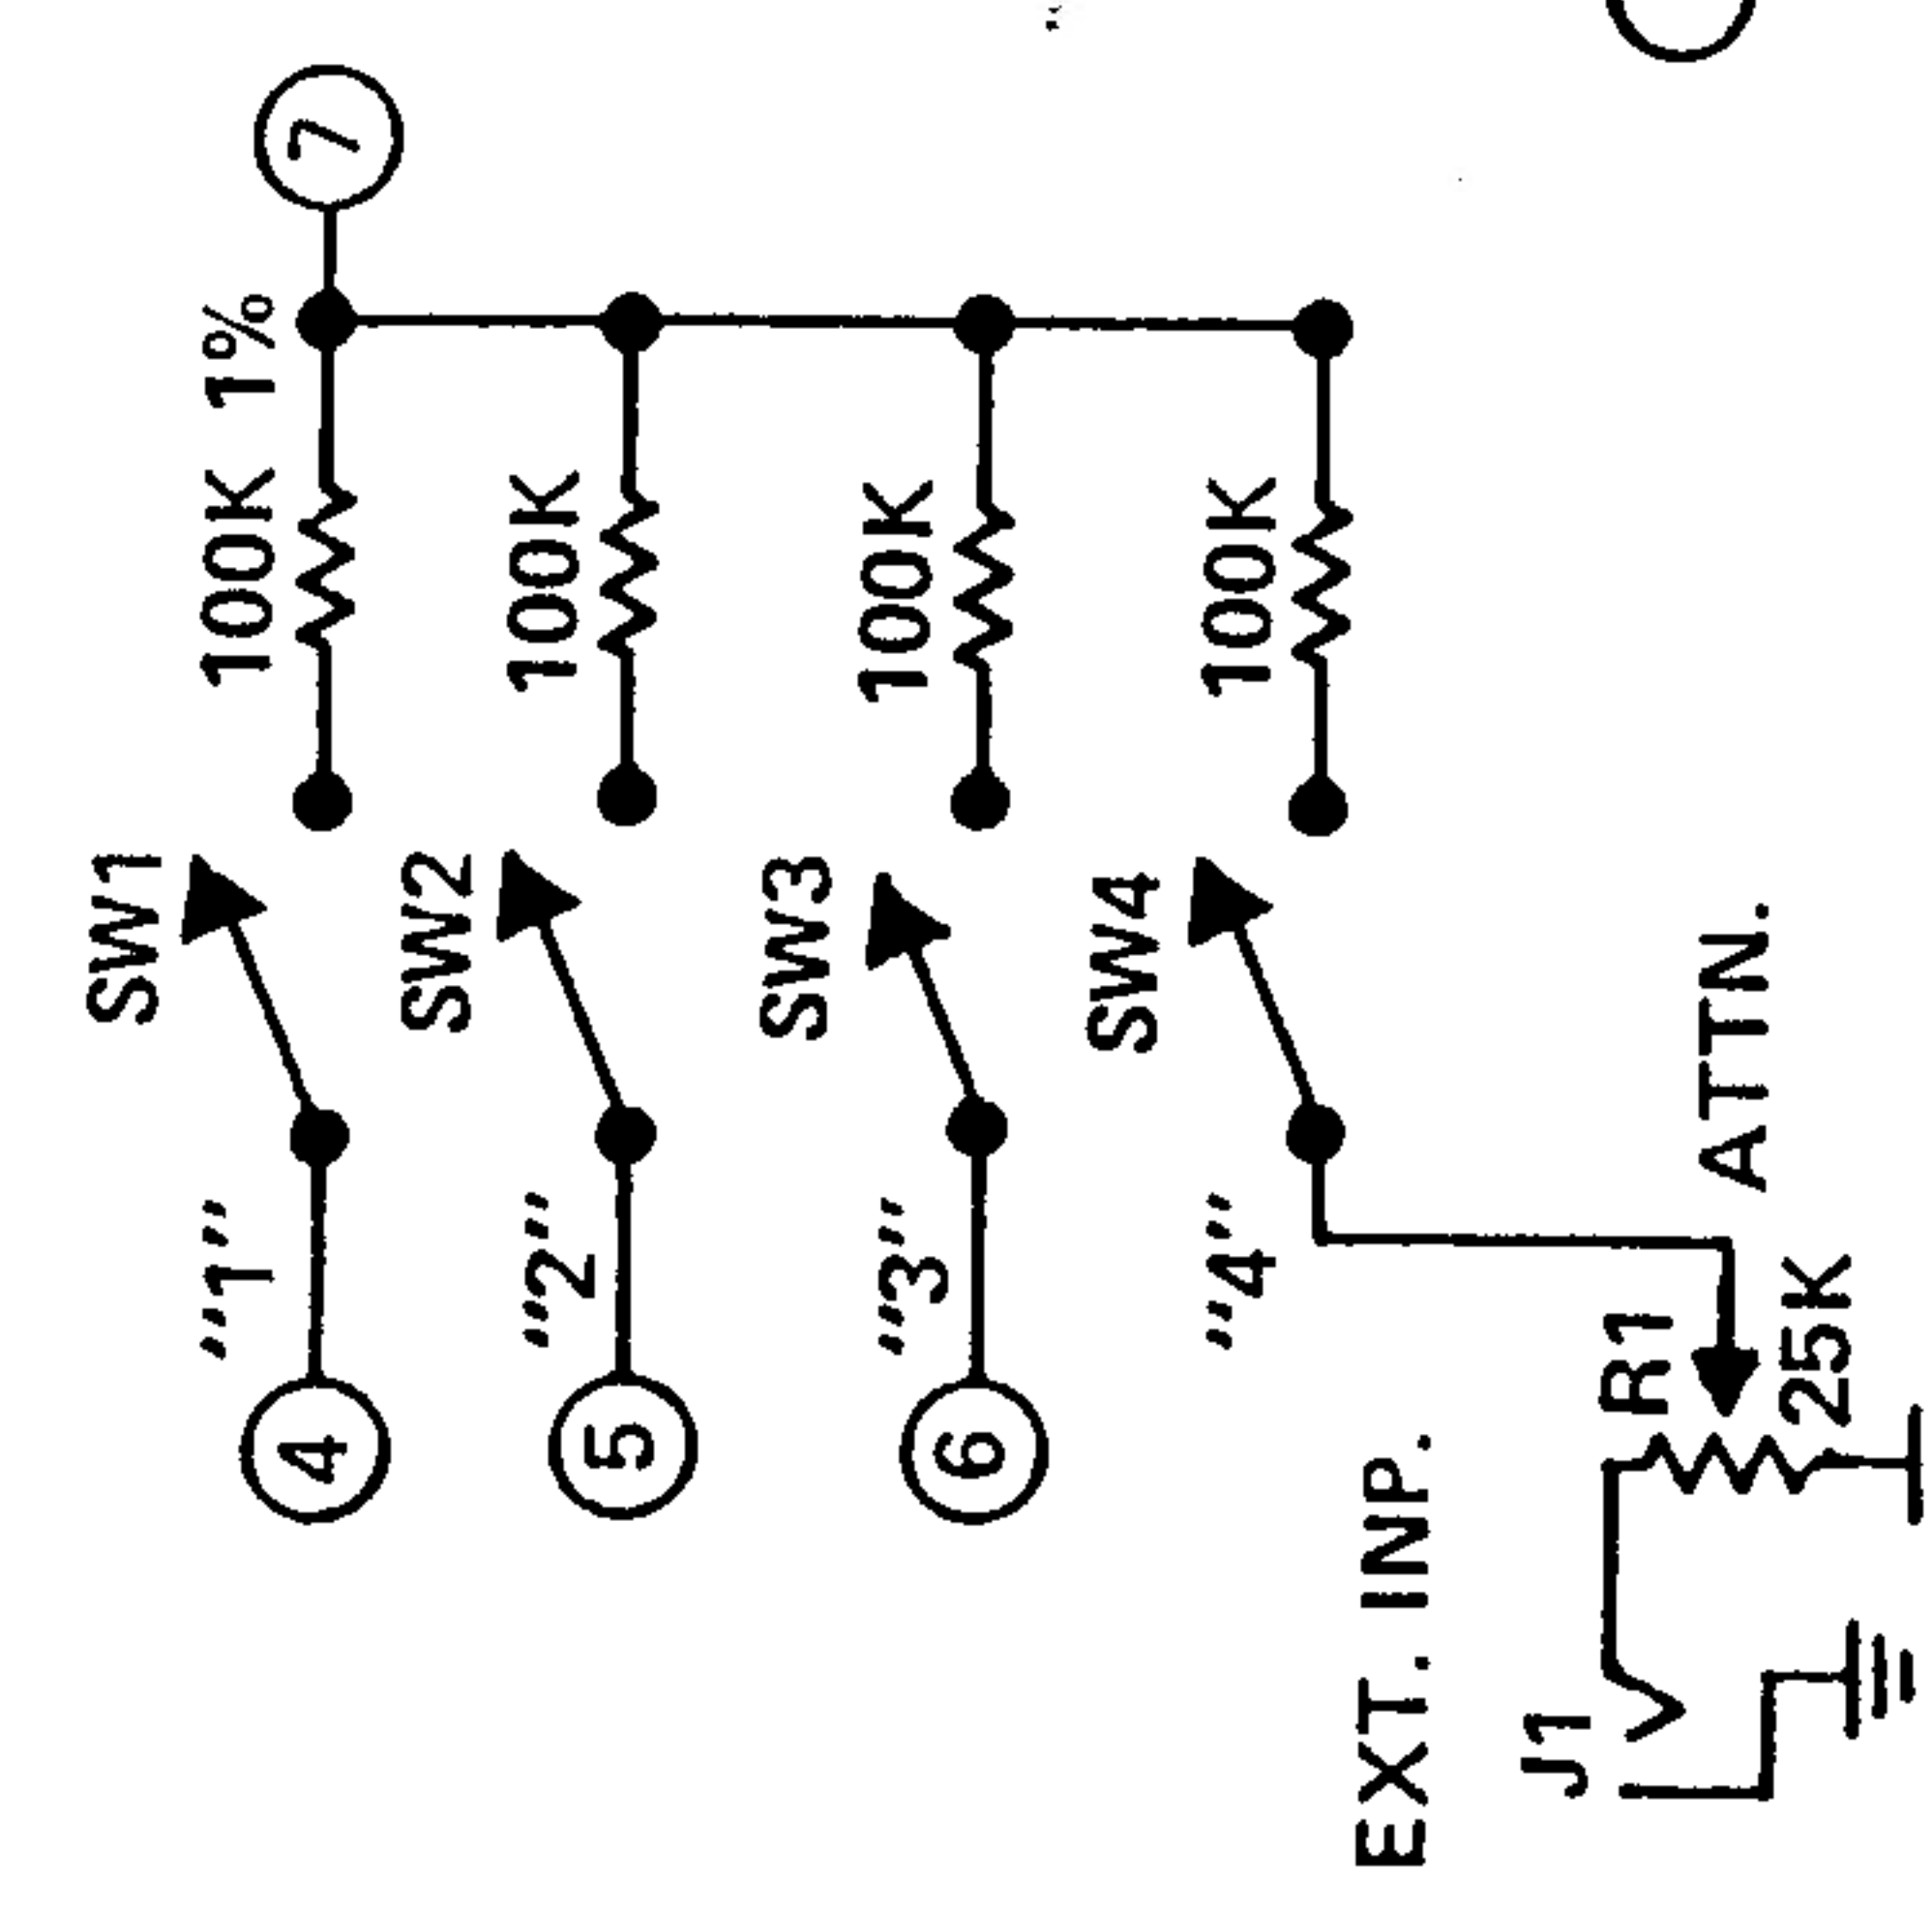 7
100K 1%
100K
100K
100K
SW1
SW2
SW3
SW4
"1"
"2"
"3"
"4"
4
5
6
ATTN.
R1
25K
EXT. INP.
J1